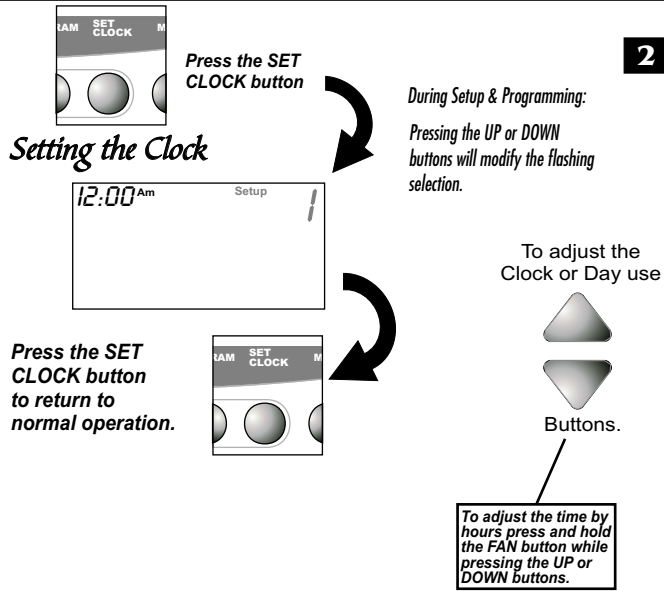 RAM SET CLOCK M
Press the SET
CLOCK button
2
During Setup & Programming:
Pressing the UP or DOWN
buttons will modify the flashing
selection.
Setting the Clock
12:00 Am Setup 1
To adjust the
Clock or Day use
Buttons.
Press the SET
CLOCK button
to return to
normal operation.
RAM SET CLOCK M
To adjust the time by
hours press and hold
the FAN button while
pressing the UP or
DOWN buttons.